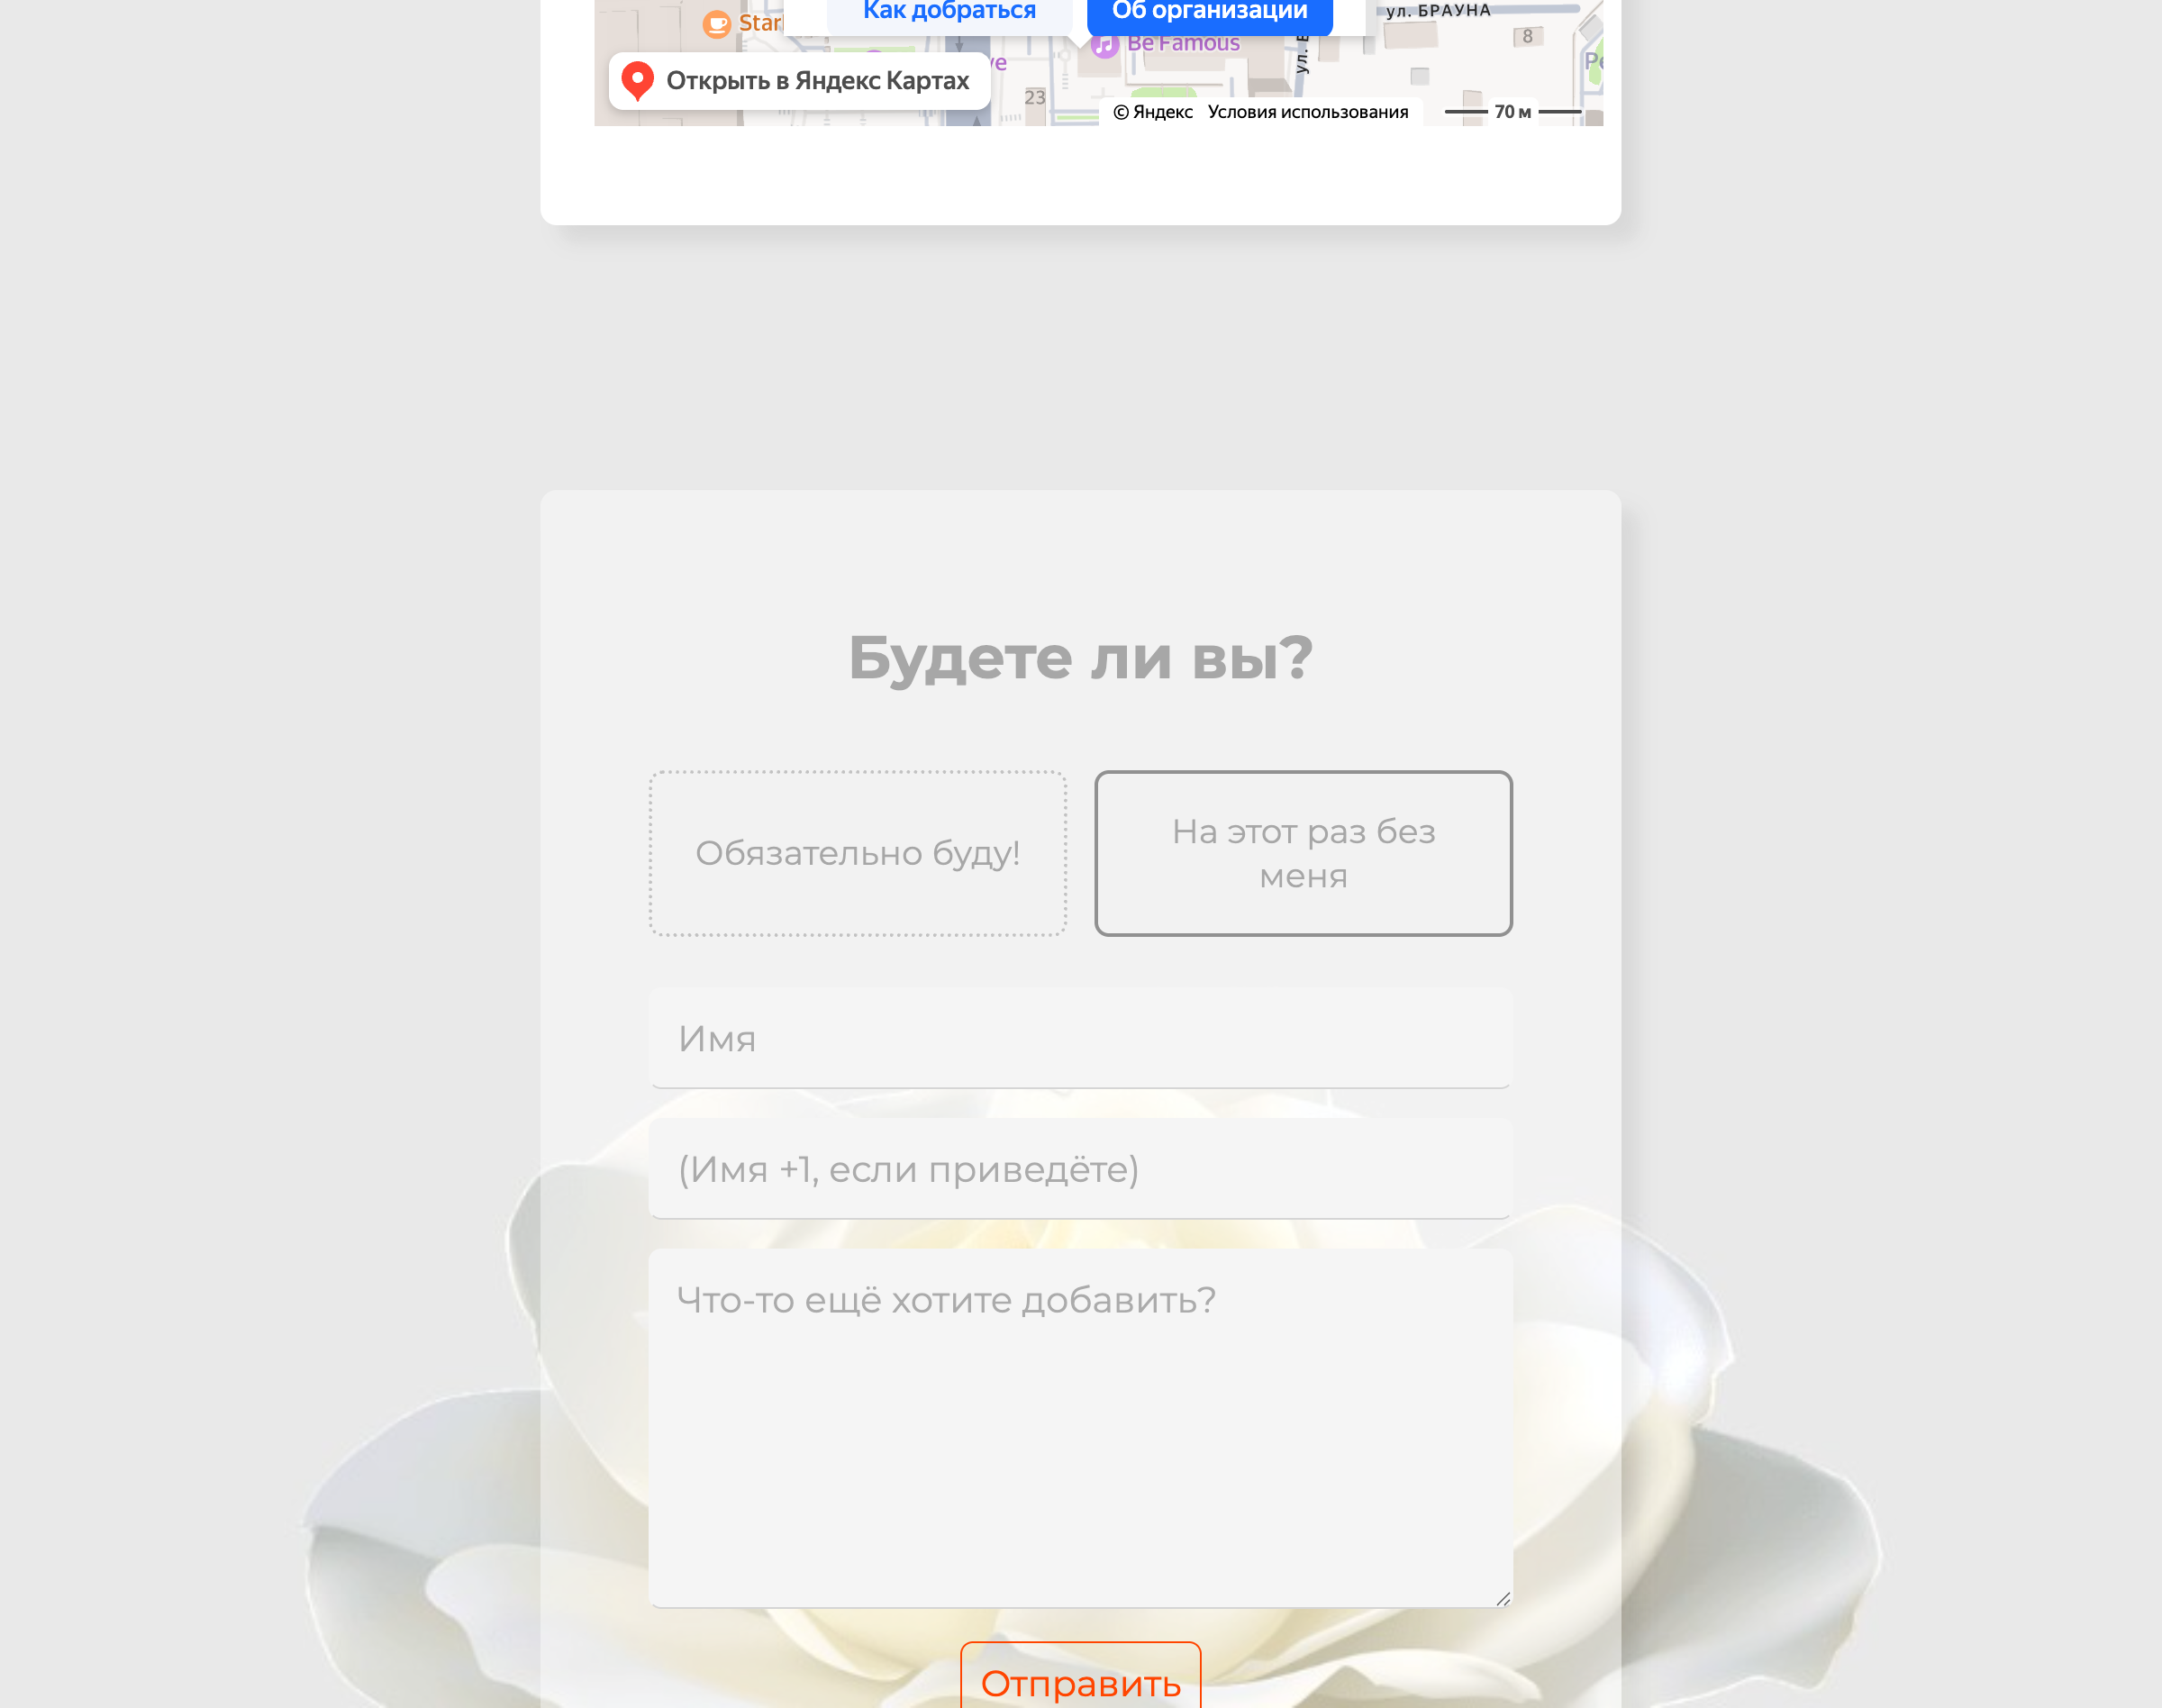 Как добраться
Об организации
ул. БРАУНА
Be Famous
8
Открыть в Яндекс Картах
23
© Яндекс Условия использования
70 м
Будете ли вы?
Обязательно буду!
На этот раз без
меня
Имя
(Имя +1, если приведёте)
Что-то ещё хотите добавить?
Отправить